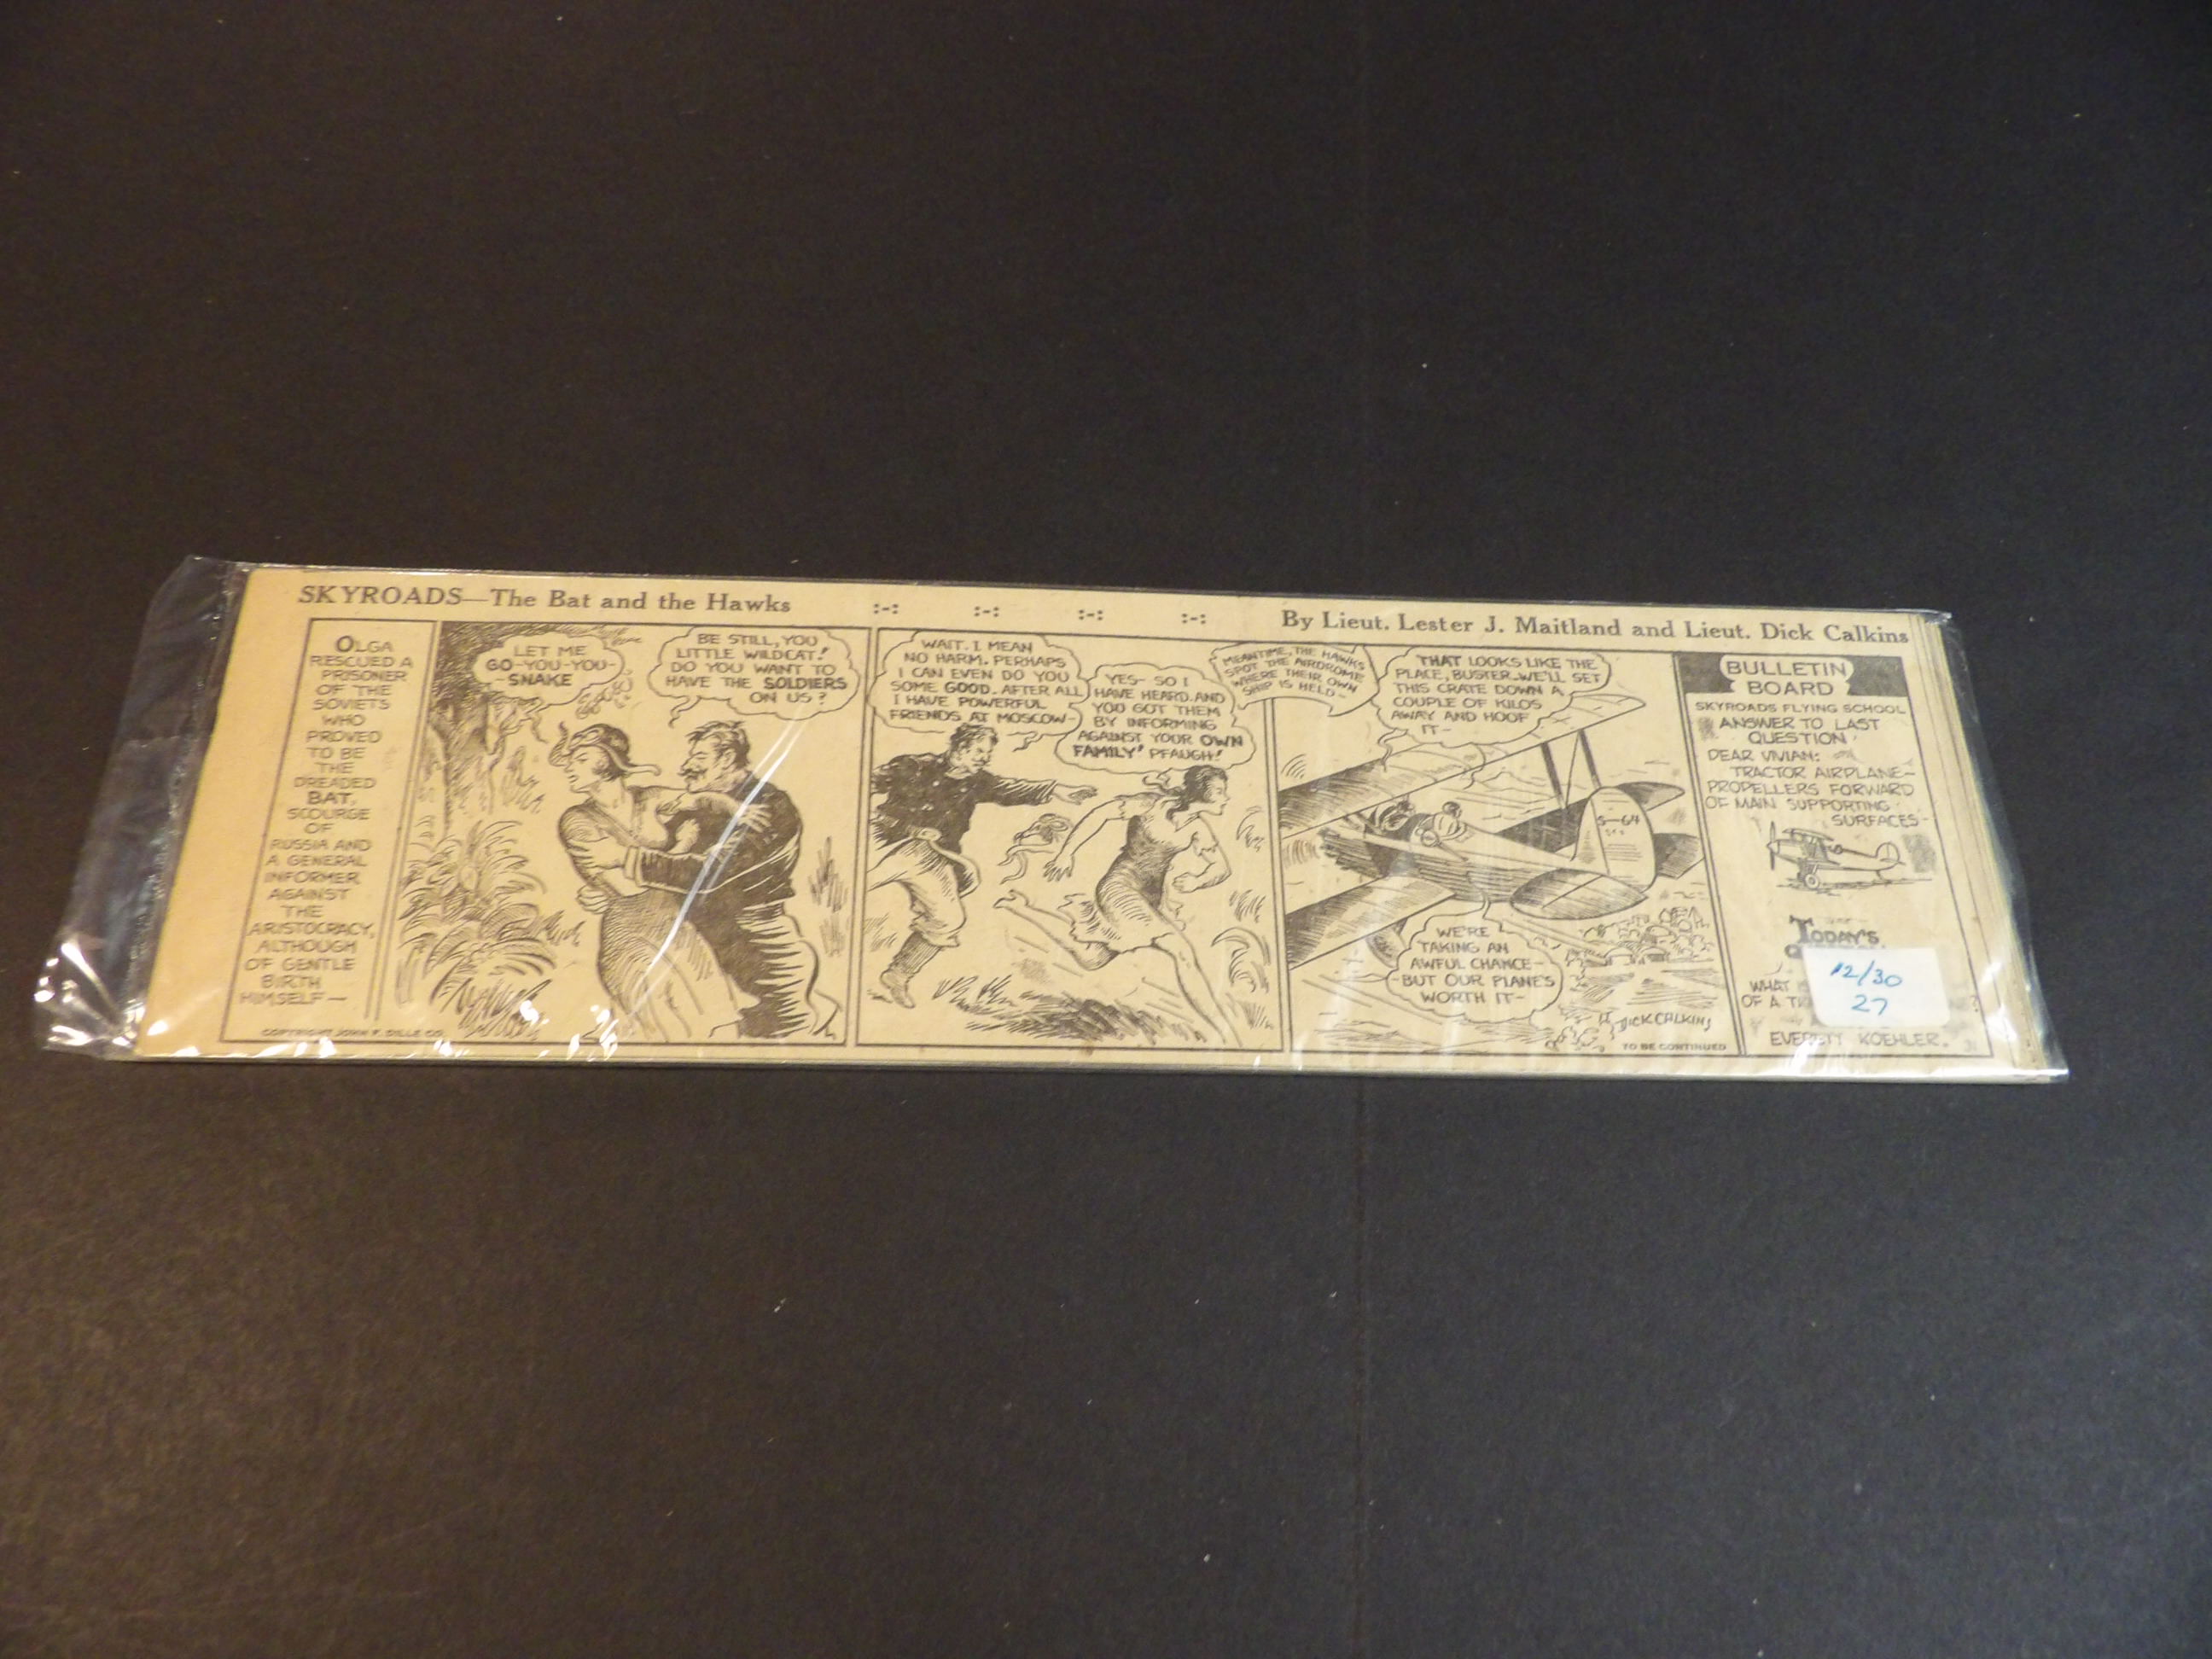 SKYROADS—The Bat and the Hawks :-: :-: :-: :-: By Lieut. Lester J. Maitland and Lieut. Dick Calkins
OLGA
RESCUED A
PRISONER
OF THE
SOVIETS
WHO
PROVED
TO BE
THE
DREADED
BAT,
SCOURGE
OF
RUSSIA AND
A GENERAL
INFORMER
AGAINST
THE
ARISTOCRACY,
ALTHOUGH
OF GENTLE
BIRTH
HIMSELF—
COPYRIGHT JOHN F. DILLE CO.
LET ME
GO-YOU-YOU-
-SNAKE
BE STILL, YOU
LITTLE WILDCAT!
DO YOU WANT TO
HAVE THE SOLDIERS
ON US?
WAIT. I MEAN
NO HARM. PERHAPS
I CAN EVEN DO YOU
SOME GOOD. AFTER ALL
I HAVE POWERFUL
FRIENDS AT MOSCOW-
YES- SO I
HAVE HEARD. AND
YOU GOT THEM
BY INFORMING
AGAINST YOUR OWN
FAMILY! PFAUGH!
MEANTIME, THE HAWKS
SPOT THE AIRDROME
WHERE THEIR OWN
SHIP IS HELD-
THAT LOOKS LIKE THE
PLACE, BUSTER-WE'LL SET
THIS CRATE DOWN A
COUPLE OF KILOS
AWAY AND HOOF
IT-
S-64
WE'RE
TAKING AN
AWFUL CHANCE-
-BUT OUR PLANE'S
WORTH IT-
LT. DICK CALKINS
TO BE CONTINUED
BULLETIN
BOARD
SKYROADS FLYING SCHOOL
ANSWER TO LAST
QUESTION
DEAR VIVIAN:
TRACTOR AIRPLANE-
PROPELLERS FORWARD
OF MAIN SUPPORTING
SURFACES-
TODAY'S
WHAT
OF A
?
EVERETT KOEHLER.
12/30
27